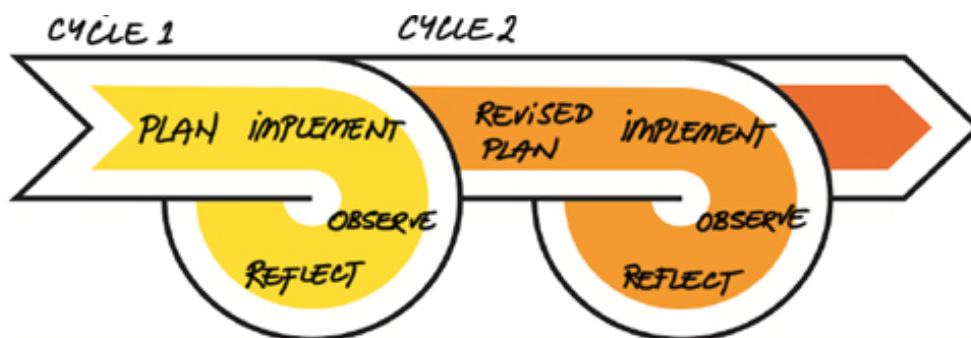 CYCLE 1
PLAN IMPLEMENT
OBSERVE
REFLECT
CYCLE 2
REVISED
PLAN
IMPLEMENT
OBSERVE
REFLECT